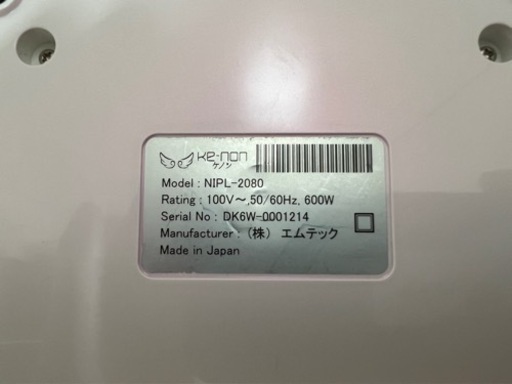 Ke-non
ケノン
Model : NIPL-2080
Rating : 100V～,50/60Hz, 600W
Serial No : DK6W-0001214
Manufacturer : (株) エムテック
Made in Japan